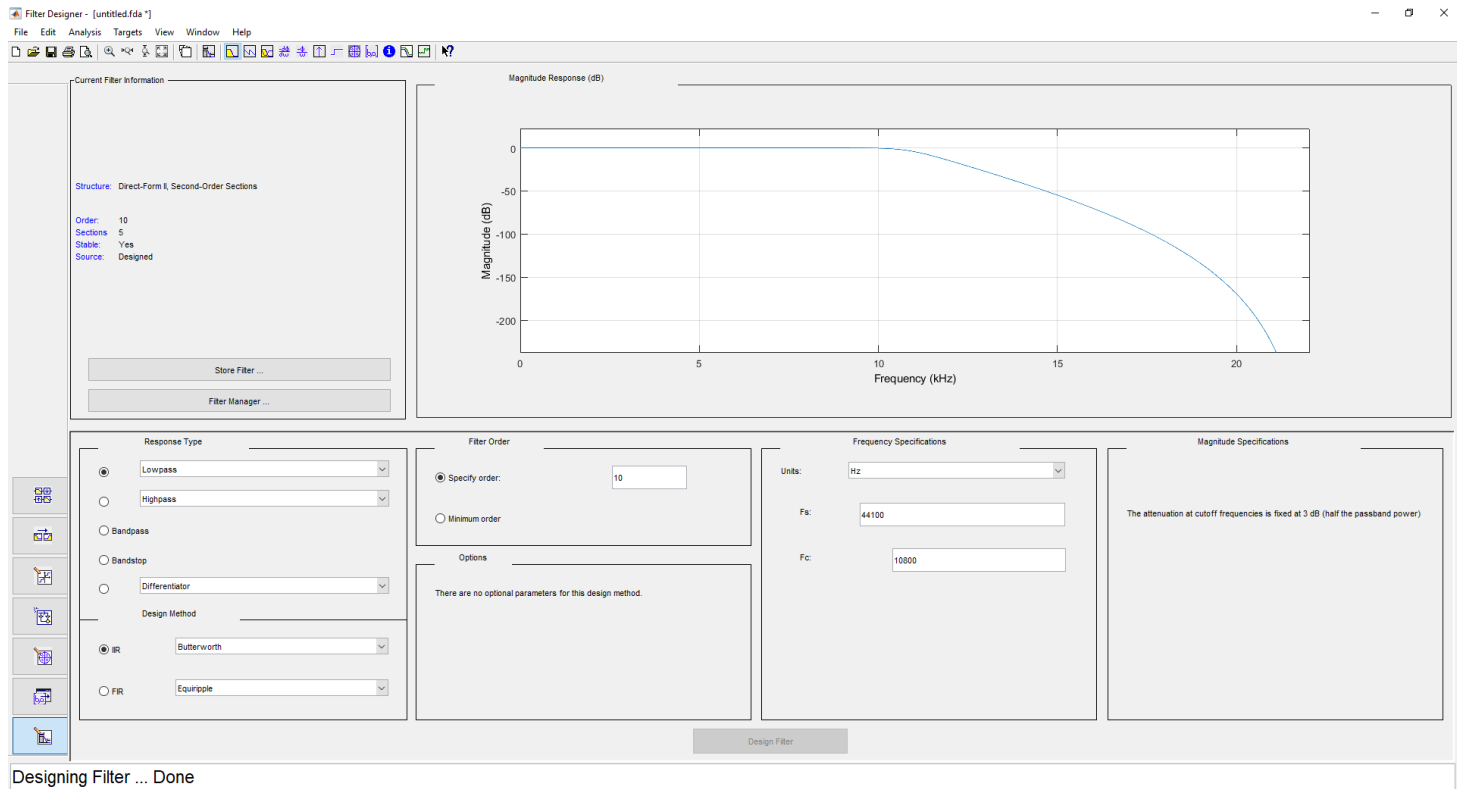 Filter Designer - [untitled.fda *]
File Edit Analysis Targets View Window Help
Current Filter Information
Structure: Direct-Form II, Second-Order Sections
Order: 10
Sections 5
Stable: Yes
Source: Designed
Store Filter ...
Filter Manager ...
Magnitude Response (dB)
0
-50
-100
-150
-200
Magnitude (dB)
0 5 10 15 20
Frequency (kHz)
Response Type
Lowpass
Highpass
Bandpass
Bandstop
Differentiator
Design Method
IIR Butterworth
FIR Equiripple
Filter Order
Specify order: 10
Minimum order
Options
There are no optional parameters for this design method.
Frequency Specifications
Units: Hz
Fs: 44100
Fc: 10800
Magnitude Specifications
The attenuation at cutoff frequencies is fixed at 3 dB (half the passband power)
Design Filter
Designing Filter ... Done